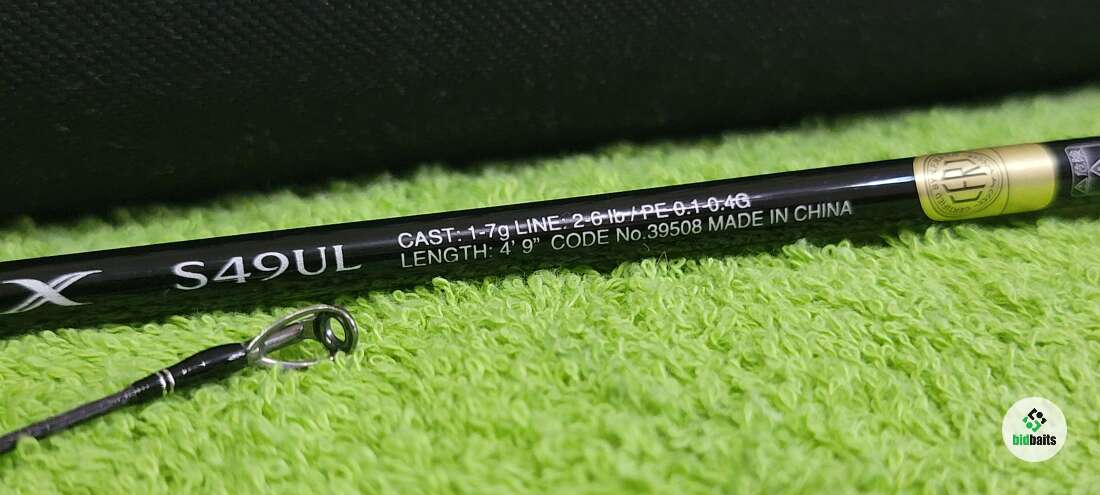 X S49UL
CAST: 1-7g LINE: 2-6 lb / PE 0.1-0.4G
LENGTH: 4' 9" CODE No.39508 MADE IN CHINA
bidbaits